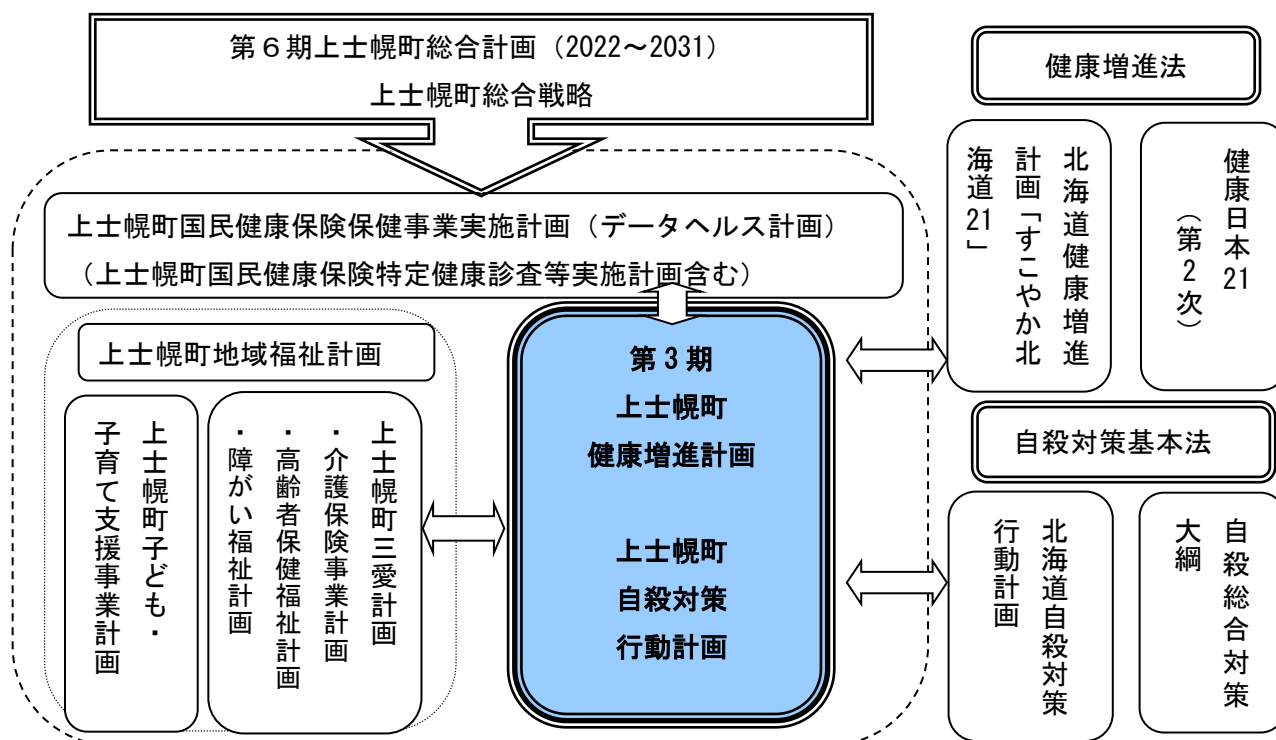 第６期上士幌町総合計画（2022～2031）
上士幌町総合戦略
上士幌町国民健康保険保健事業実施計画（データヘルス計画）
（上士幌町国民健康保険特定健康診査等実施計画含む）
上士幌町地域福祉計画
上士幌町子ども・
子育て支援事業計画
上士幌町三愛計画
・介護保険事業計画
・高齢者保健福祉計画
・障がい福祉計画
第３期
上士幌町
健康増進計画
上士幌町
自殺対策
行動計画
健康増進法
健康日本21
（第２次）
北海道健康増進
計画「すこやか北
海道21」
自殺対策基本法
自殺総合対策
大綱
北海道自殺対策
行動計画